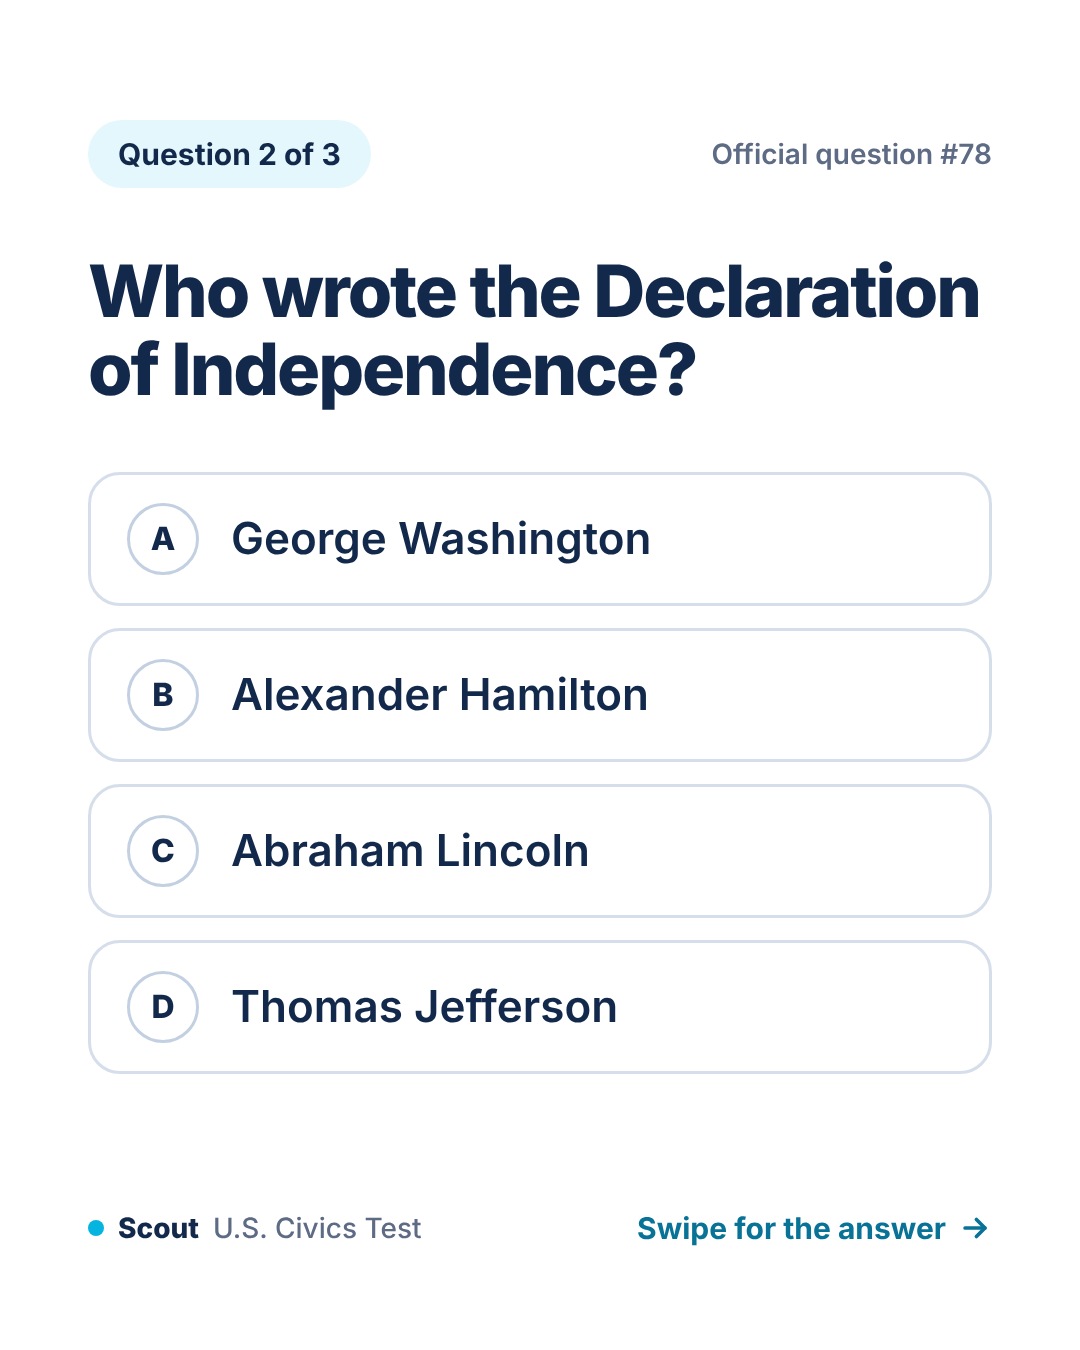 Question 2 of 3
Official question #78
Who wrote the Declaration
of Independence?
A George Washington
B Alexander Hamilton
C Abraham Lincoln
D Thomas Jefferson
Scout U.S. Civics Test
Swipe for the answer →